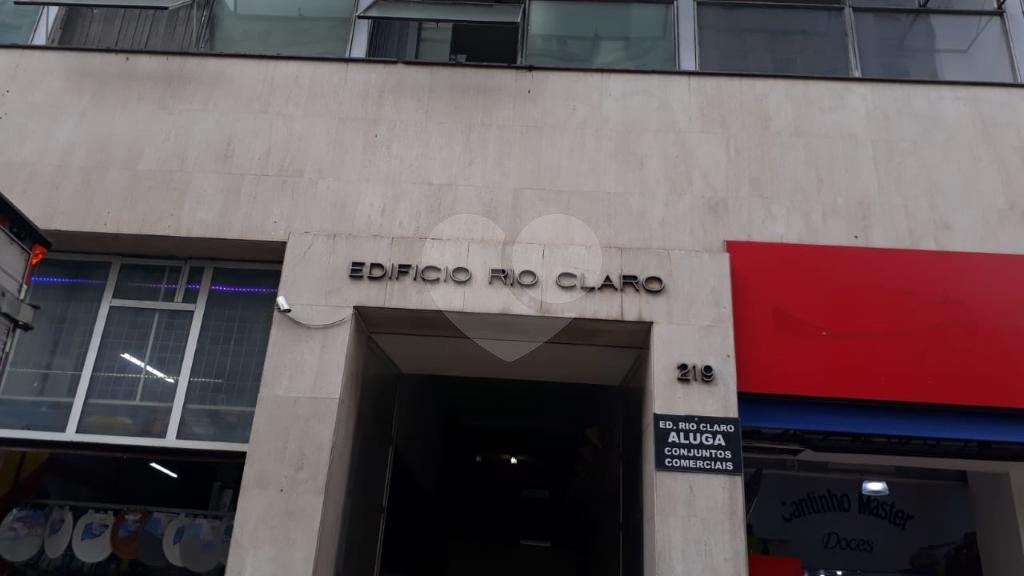 EDIFICIO RIO CLARO
219
ED. RIO CLARO
ALUGA
CONJUNTOS
COMERCIAIS
Cantinho Master
Doces